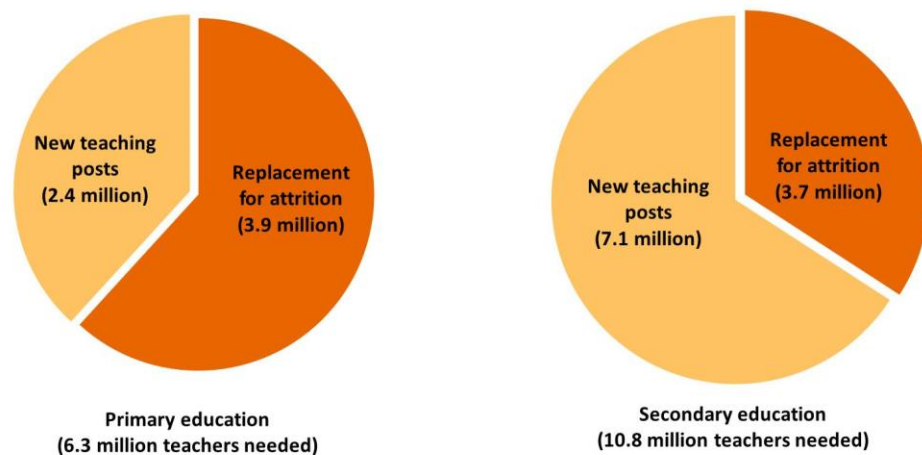 New teaching
posts
(2.4 million)
Replacement
for attrition
(3.9 million)
Primary education
(6.3 million teachers needed)
New teaching
posts
(7.1 million)
Replacement
for attrition
(3.7 million)
Secondary education
(10.8 million teachers needed)